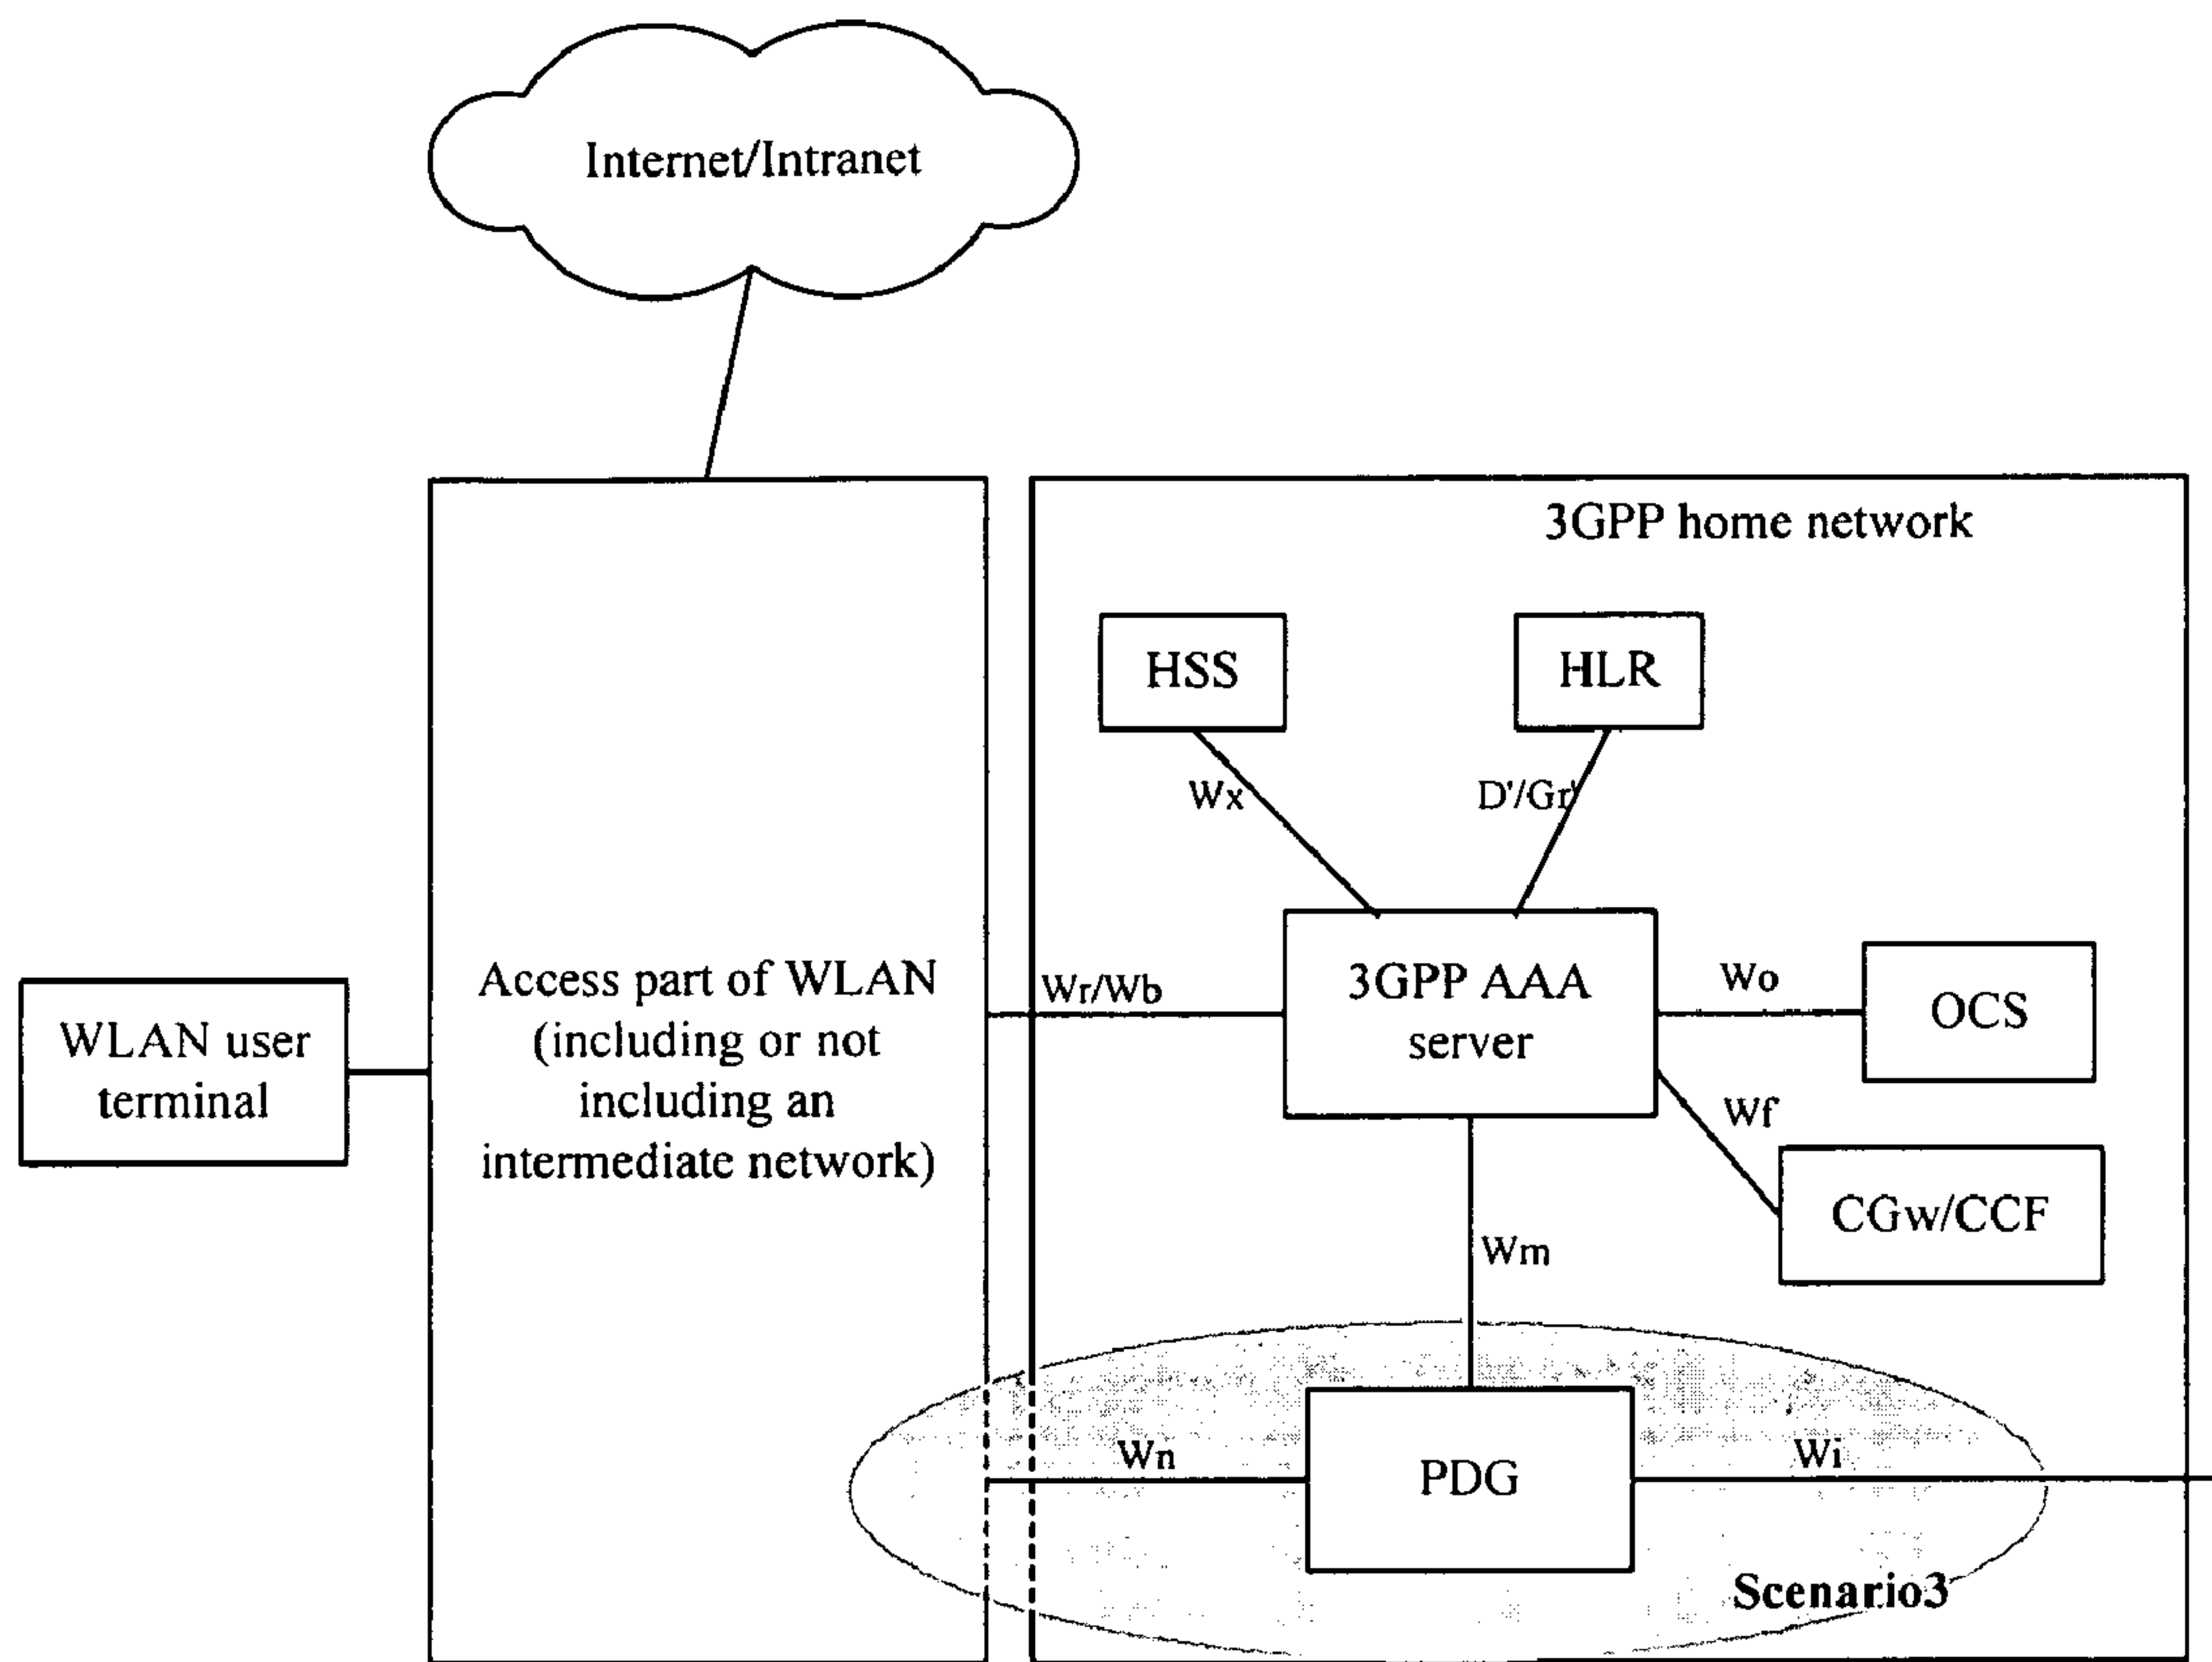 Internet/Intranet
3GPP home network
HSS
HLR
Wx
D'/Gr'
Access part of WLAN
(including or not
including an
intermediate network)
WLAN user
terminal
Wr/Wb
3GPP AAA
server
Wo
OCS
Wf
CGw/CCF
Wm
Wn
PDG
Wi
Scenario3